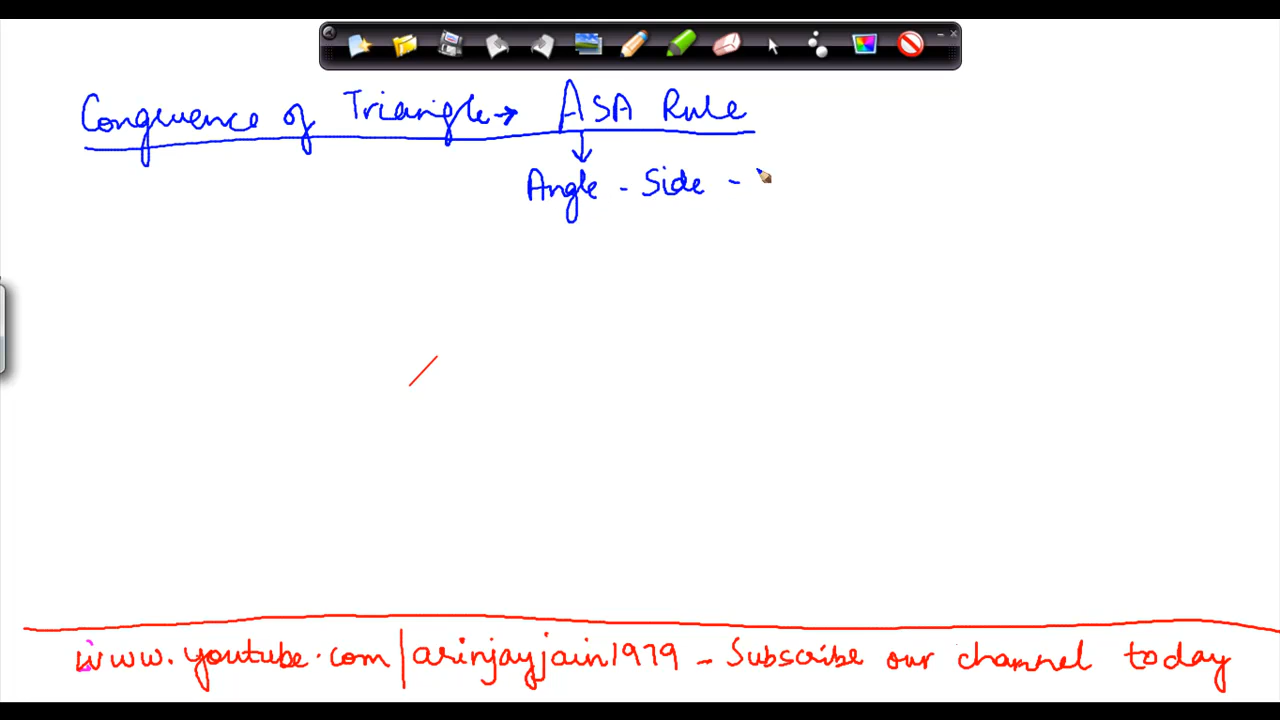 Congruence of Triangle → ASA Rule
↓
Angle - Side -
www.youtube.com/arinjayjain1979 - Subscribe our channel today